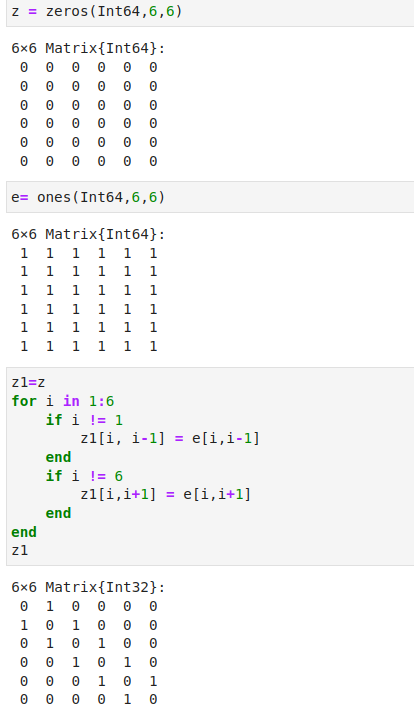 z = zeros(Int64,6,6)
6×6 Matrix{Int64}:
 0  0  0  0  0  0
 0  0  0  0  0  0
 0  0  0  0  0  0
 0  0  0  0  0  0
 0  0  0  0  0  0
 0  0  0  0  0  0
e= ones(Int64,6,6)
6×6 Matrix{Int64}:
 1  1  1  1  1  1
 1  1  1  1  1  1
 1  1  1  1  1  1
 1  1  1  1  1  1
 1  1  1  1  1  1
 1  1  1  1  1  1
z1=z
for i in 1:6
    if i != 1
        z1[i, i-1] = e[i,i-1]
    end
    if i != 6
        z1[i,i+1] = e[i,i+1]
    end
end
z1
6×6 Matrix{Int32}:
 0  1  0  0  0  0
 1  0  1  0  0  0
 0  1  0  1  0  0
 0  0  1  0  1  0
 0  0  0  1  0  1
 0  0  0  0  1  0